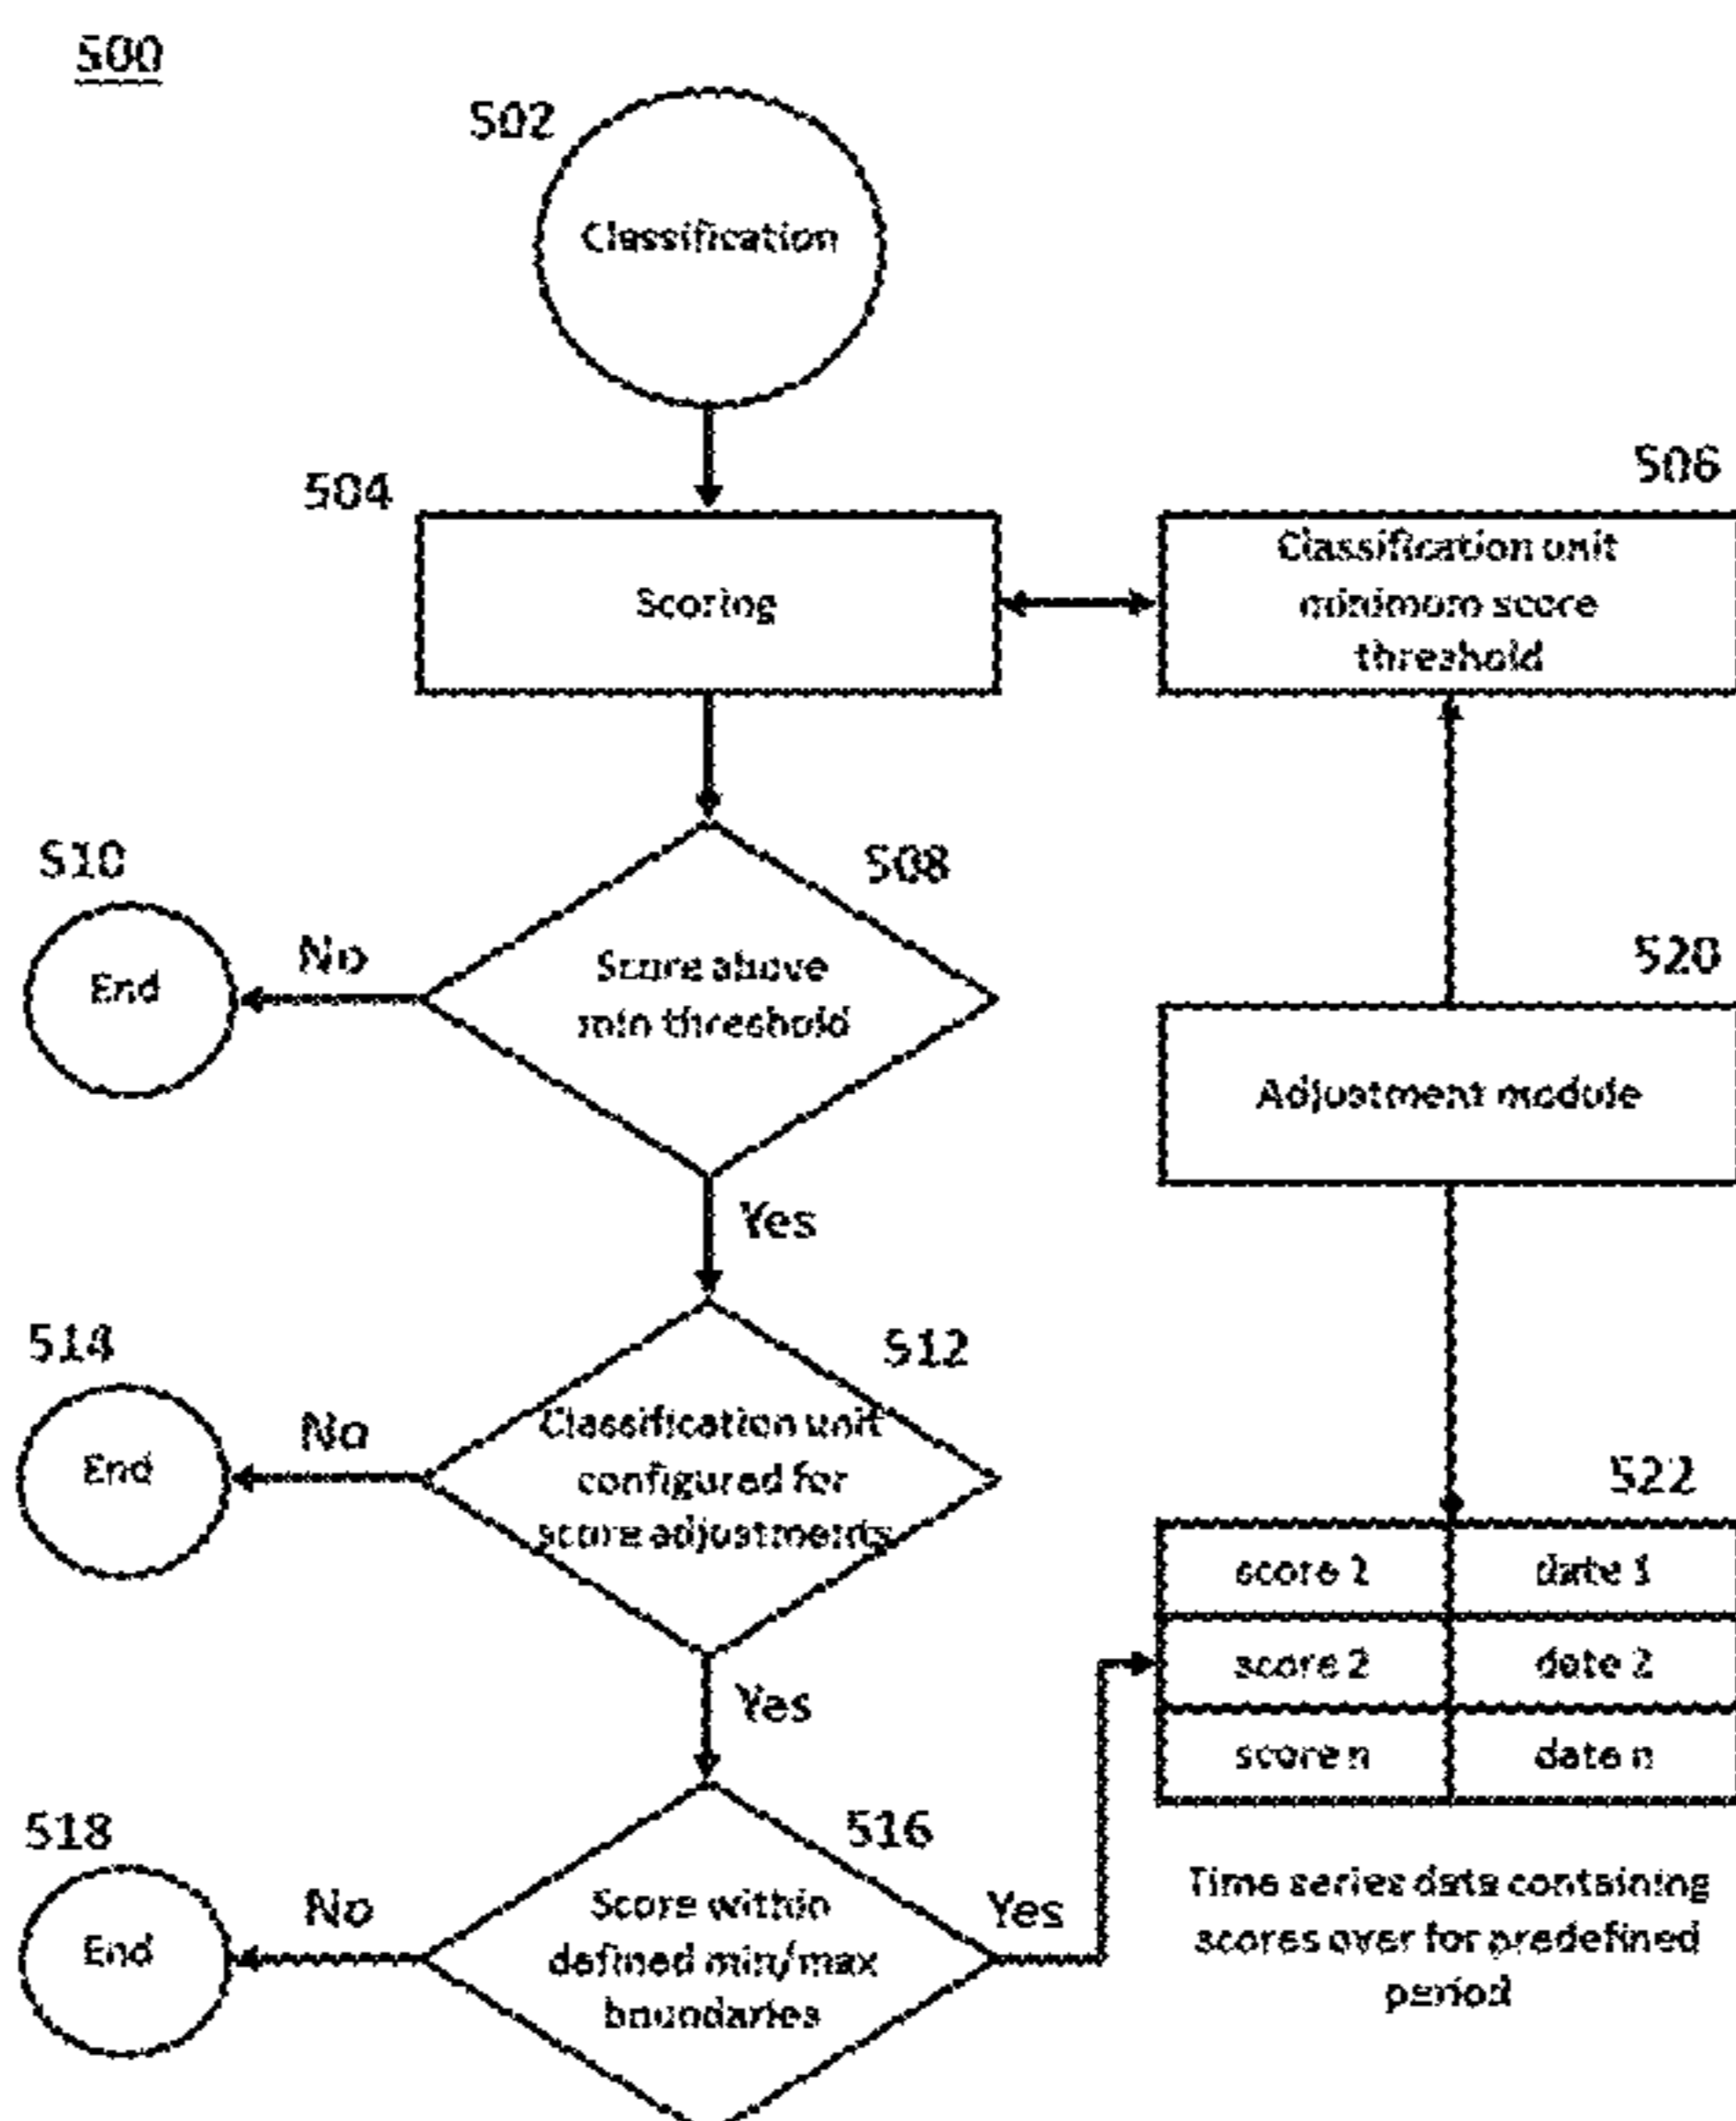 500
502
Classification
504
Scoring
506
Classification unit
minimum score
threshold
508
Score above
min threshold
No
510
End
Yes
512
Classification unit
configured for
score adjustments
No
514
End
Yes
516
Score within
defined min/max
boundaries
No
518
End
Yes
520
Adjustment module
522
score 2 date 1
score 2 date 2
score n date n
Time series data containing
scores over for predefined
period